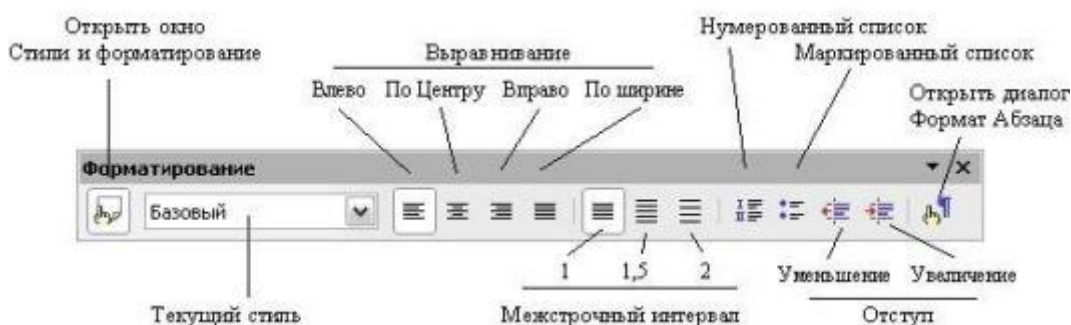 Открыть окно
Стили и форматирование
Выравнивание
Влево По Центру Вправо По ширине
Нумерованный список
Маркированный список
Открыть диалог
Формат Абзаца
Форматирование
Базовый
1 1,5 2
Уменьшение Увеличение
Текущий стиль
Межстрочный интервал
Отступ